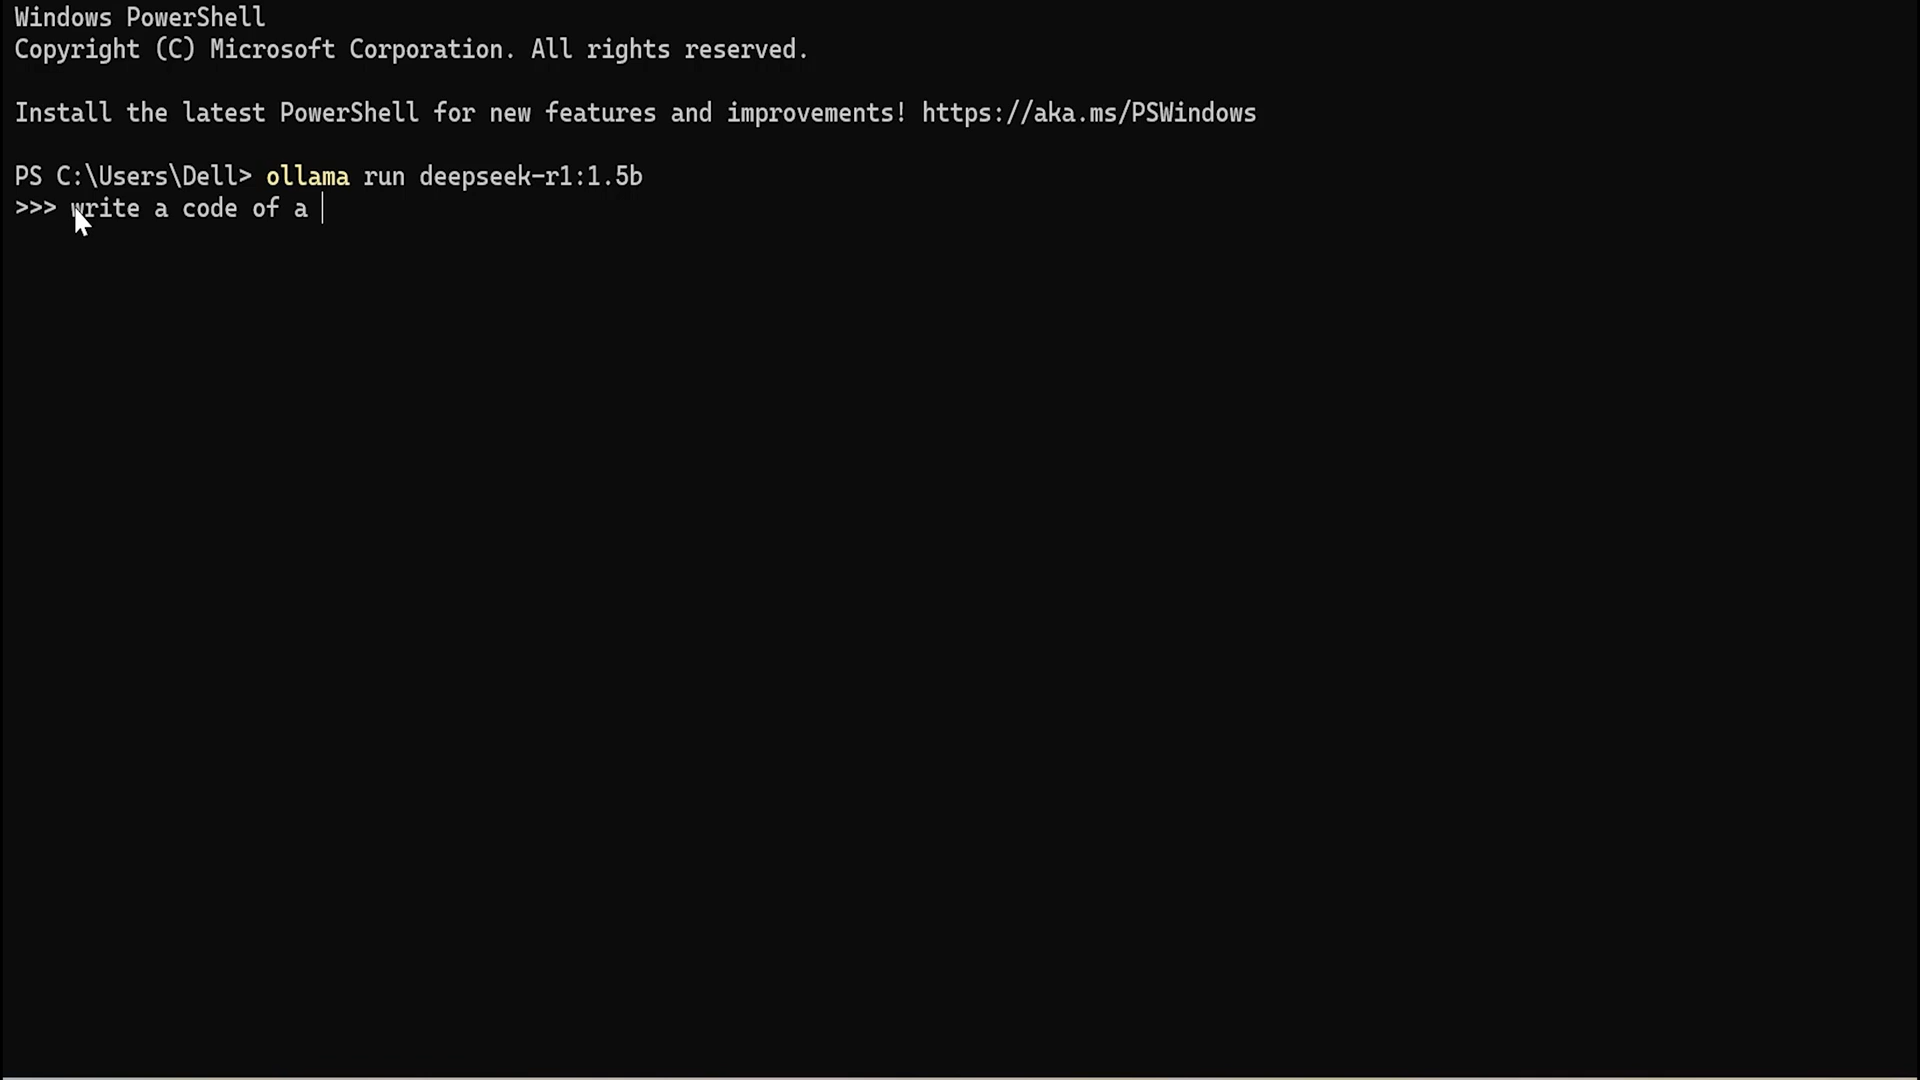 Windows PowerShell
Copyright (C) Microsoft Corporation. All rights reserved.
Install the latest PowerShell for new features and improvements! https://aka.ms/PSWindows
PS C:\Users\Dell> ollama run deepseek-r1:1.5b
>>> write a code of a